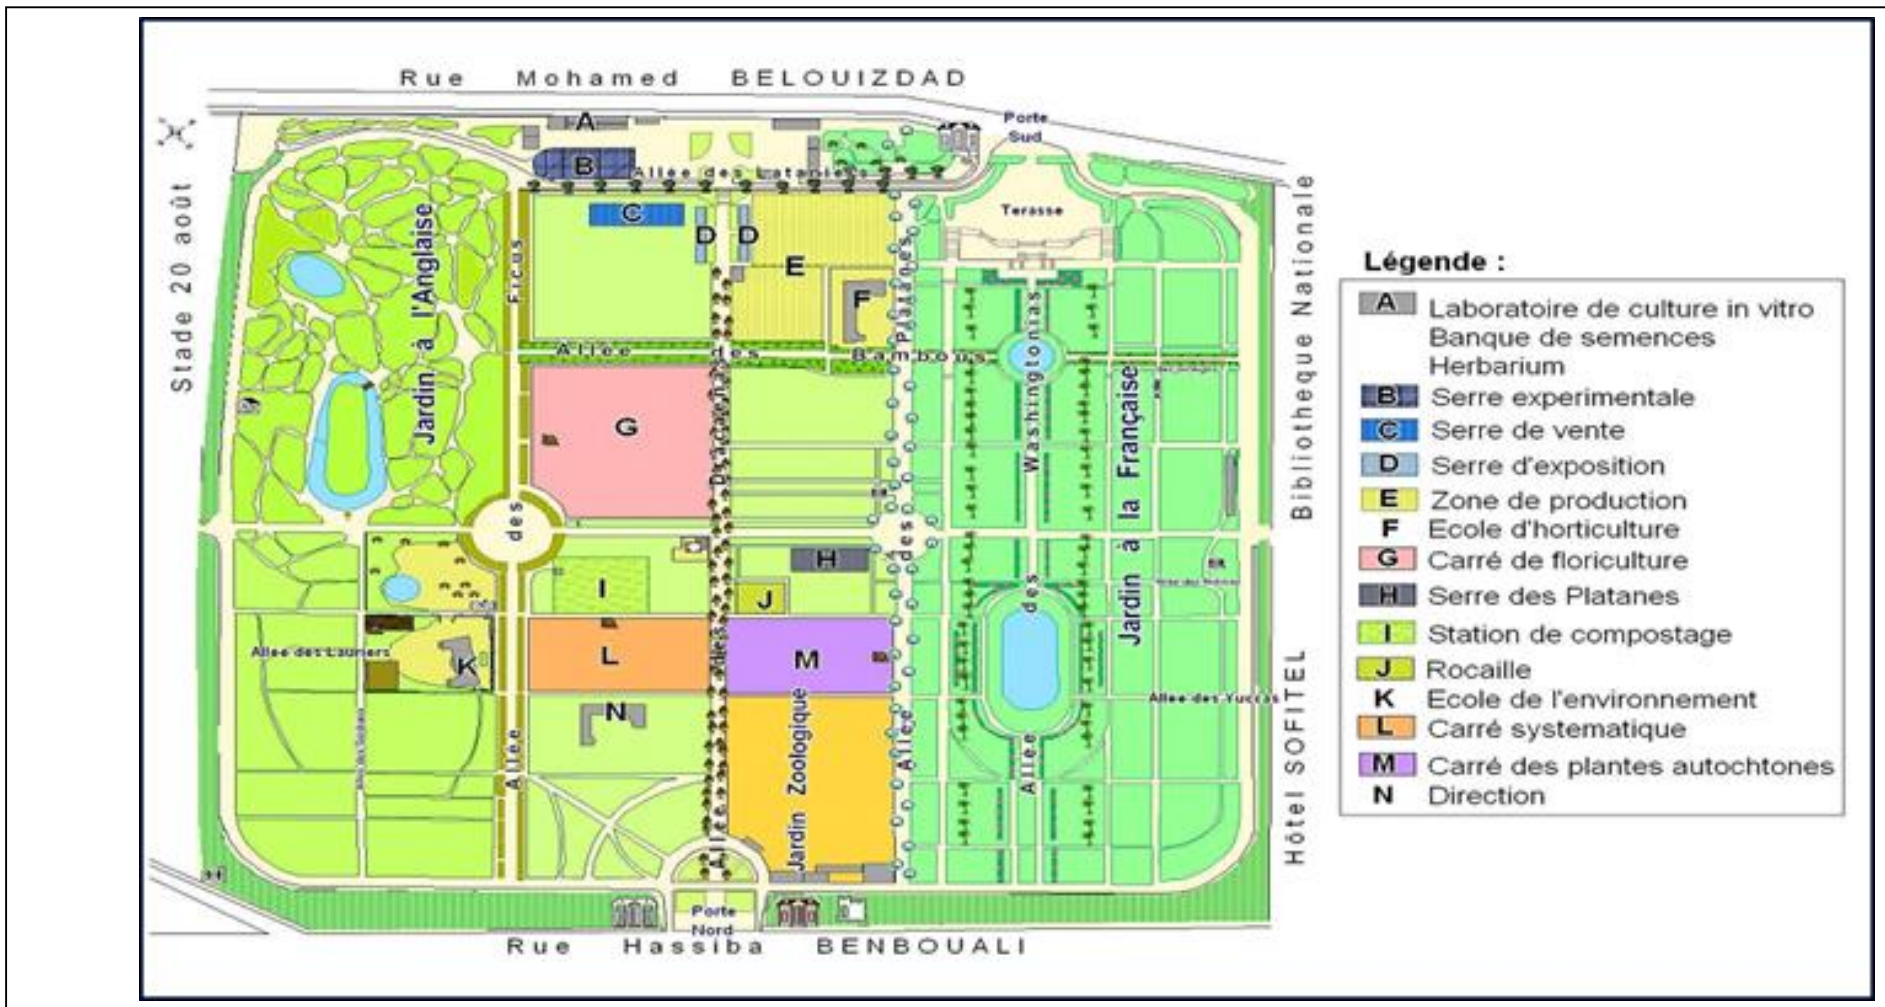 Rue Mohamed BELOUIZDAD
Porte
Sud
A
B
Allée des Lataniers
Stade 20 août
Jardin à l'Anglaise
C
D
D
E
F
Terasse
Allée des Ficus
Allée des Bambous
Allée des Dracaenas
Allée des Platanes
Allée des Washingtonias
Jardin à la Française
Bibliotheque Nationale
G
H
I
J
K
L
M
N
Allée des Lauriers
Allée des Yuccas
Jardin Zoologique
Hôtel SOFITEL
Porte
Nord
Rue Hassiba BENBOUALI
Légende :
A Laboratoire de culture in vitro
Banque de semences
Herbarium
B Serre experimentale
C Serre de vente
D Serre d'exposition
E Zone de production
F Ecole d'horticulture
G Carré de floriculture
H Serre des Platanes
I Station de compostage
J Rocaille
K Ecole de l'environnement
L Carré systematique
M Carré des plantes autochtones
N Direction